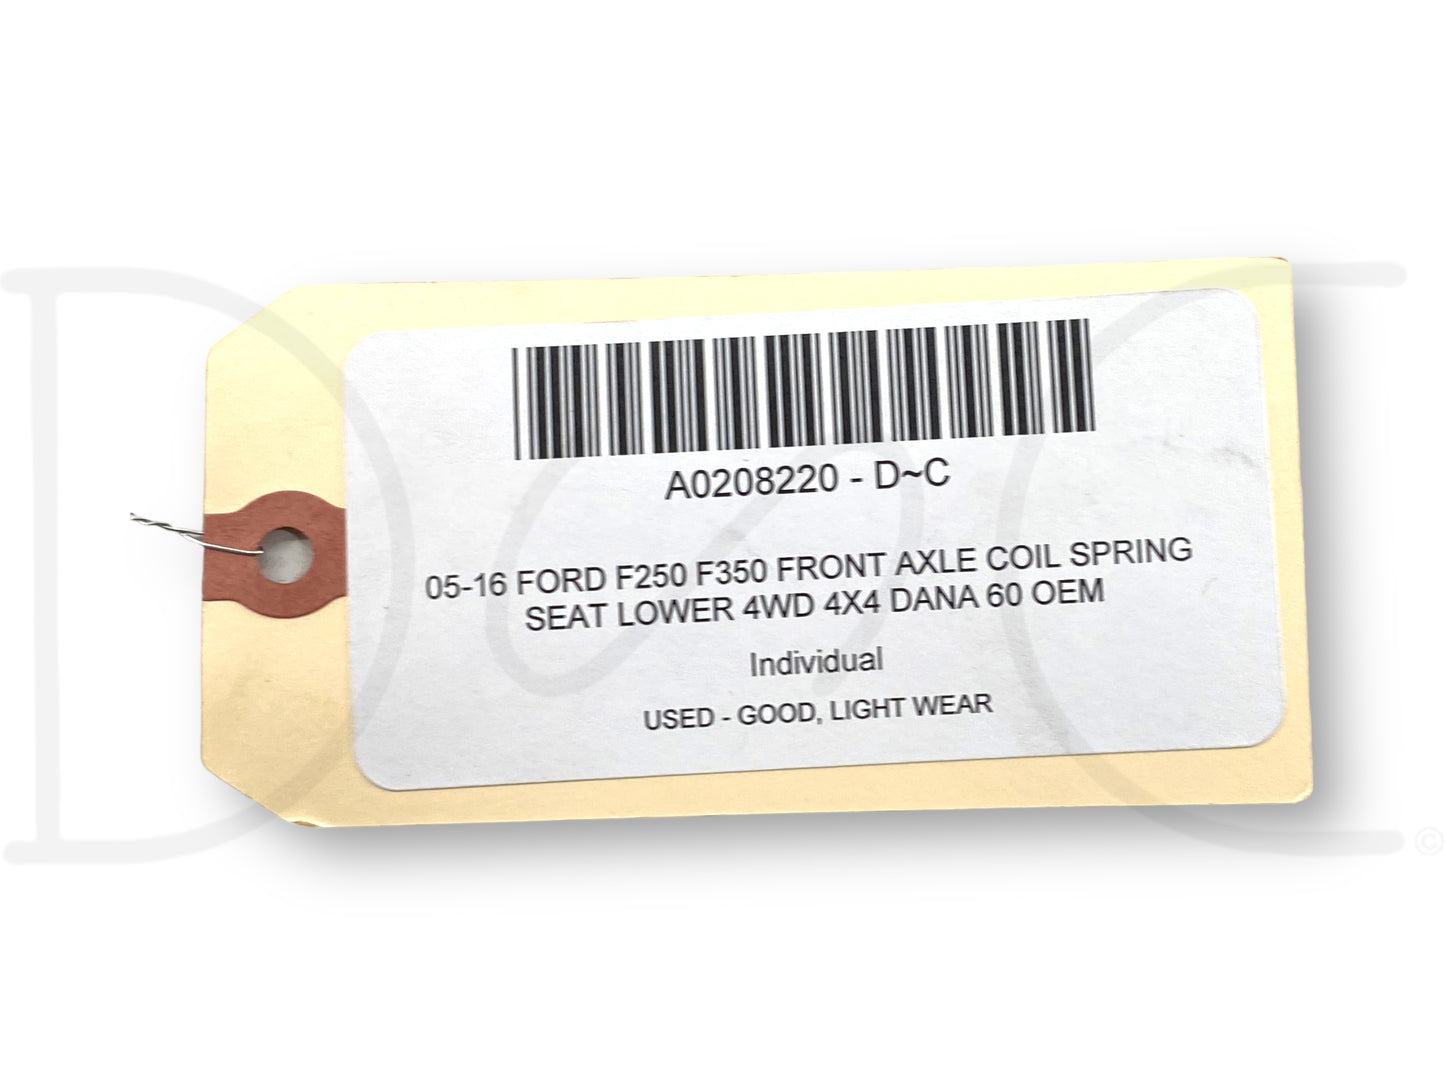 A0208220 - D~C
05-16 FORD F250 F350 FRONT AXLE COIL SPRING
SEAT LOWER 4WD 4X4 DANA 60 OEM
Individual
USED - GOOD, LIGHT WEAR
D C
©